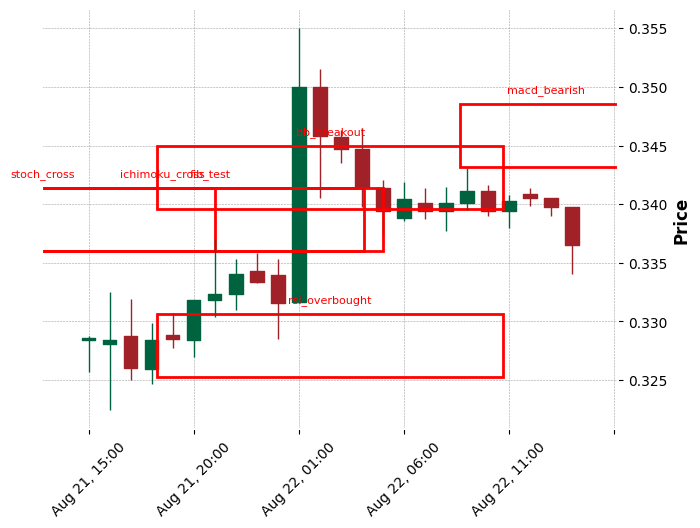 0.355
0.350
macd_bearish
bb_breakout
0.345
stoch_cross
ichimoku_cross
fib_test
0.340
Price
0.335
rsi_overbought
0.330
0.325
Aug 21, 15:00
Aug 21, 20:00
Aug 22, 01:00
Aug 22, 06:00
Aug 22, 11:00